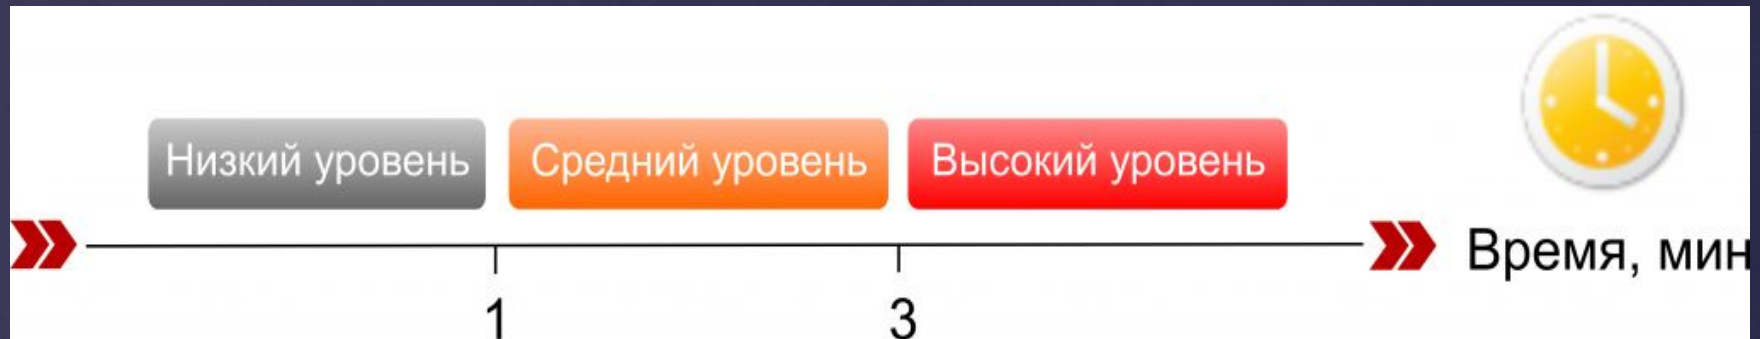 Низкий уровень
Средний уровень
Высокий уровень
Время, мин
1
3